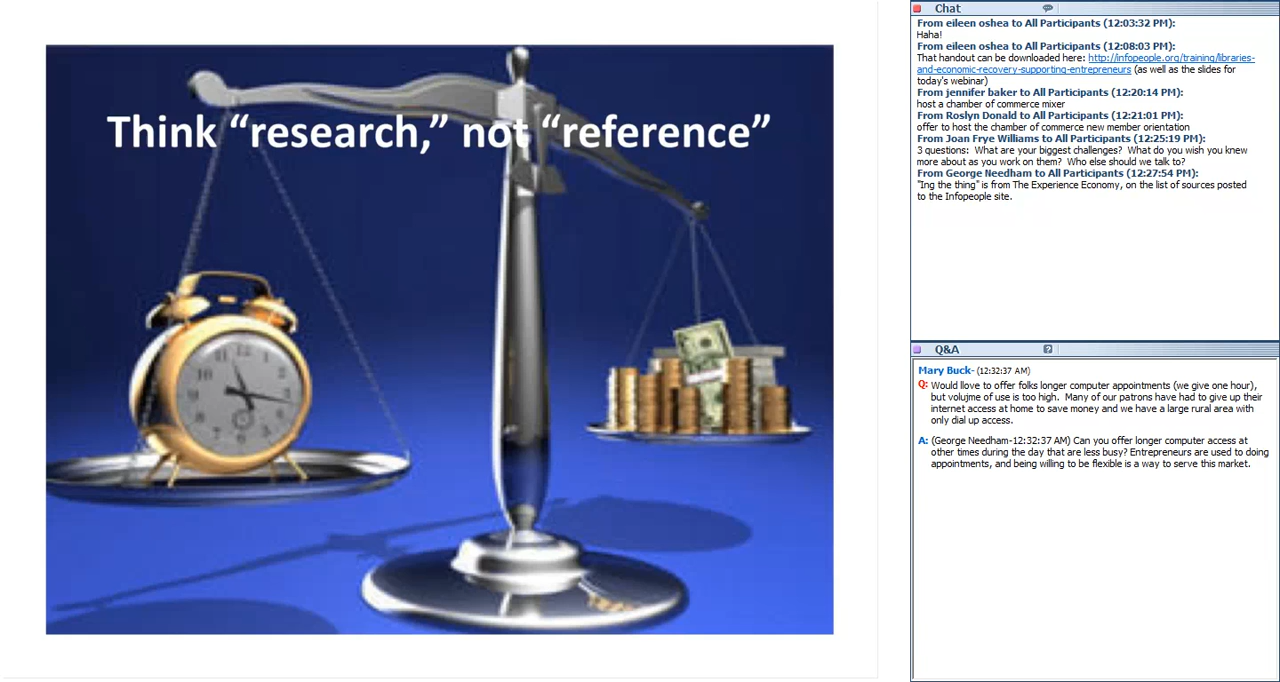 Think “research,” not “reference”
Chat
From eileen oshea to All Participants (12:03:32 PM):
Haha!
From eileen oshea to All Participants (12:08:03 PM):
That handout can be downloaded here: http://infopeople.org/training/libraries-
and-economic-recovery-supporting-entrepreneurs (as well as the slides for
today's webinar)
From jennifer baker to All Participants (12:20:14 PM):
host a chamber of commerce mixer
From Roslyn Donald to All Participants (12:21:01 PM):
offer to host the chamber of commerce new member orientation
From Joan Frye Williams to All Participants (12:25:19 PM):
3 questions: What are your biggest challenges? What do you wish you knew
more about as you work on them? Who else should we talk to?
From George Needham to All Participants (12:27:54 PM):
"Ing the thing" is from The Experience Economy, on the list of sources posted
to the Infopeople site.
Q&A
Mary Buck- (12:32:37 AM)
Q: Would llove to offer folks longer computer appointments (we give one hour),
but volujme of use is too high. Many of our patrons have had to give up their
internet access at home to save money and we have a large rural area with
only dial up access.
A: (George Needham-12:32:37 AM) Can you offer longer computer access at
other times during the day that are less busy? Entrepreneurs are used to doing
appointments, and being willing to be flexible is a way to serve this market.